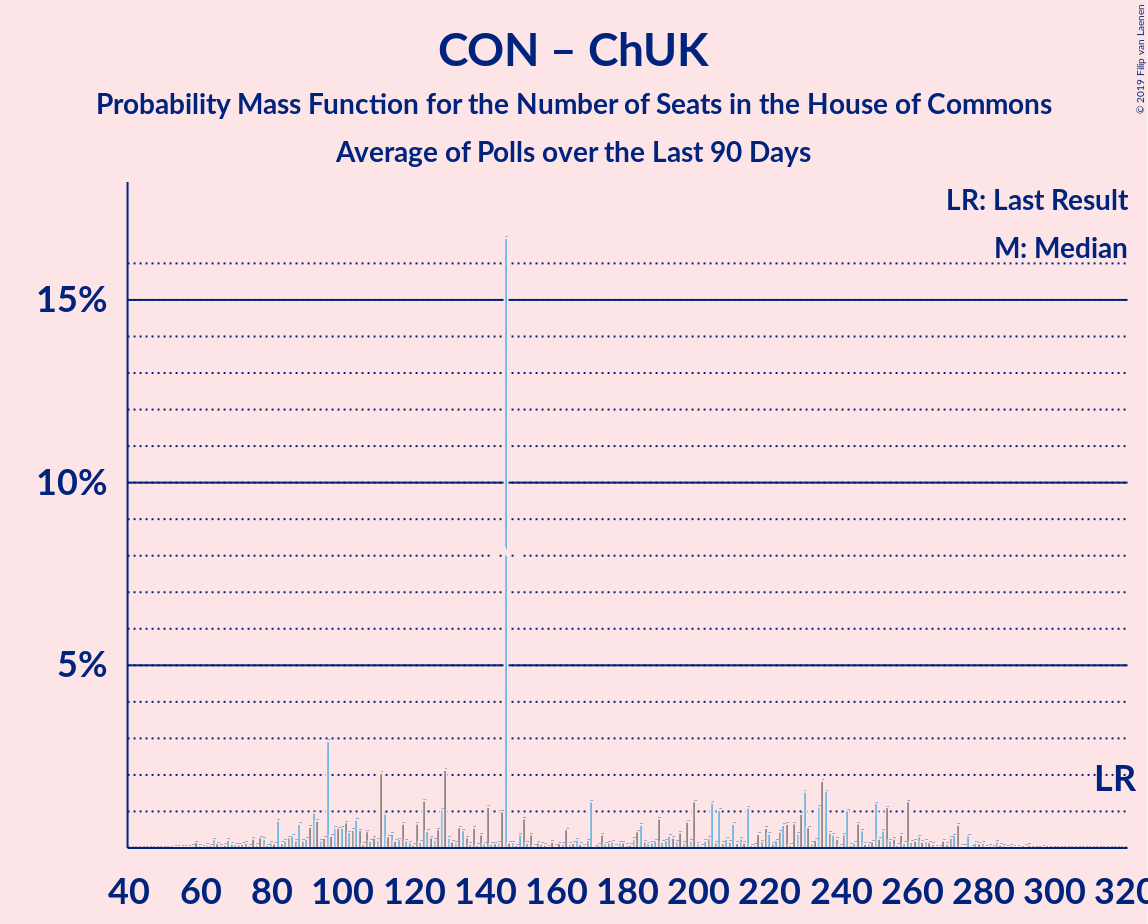 CON – ChUK
Probability Mass Function for the Number of Seats in the House of Commons
Average of Polls over the Last 90 Days
© 2019 Filip van Laenen
LR: Last Result
M: Median
15%
10%
5%
LR
40 60 80 100 120 140 160 180 200 220 240 260 280 300 320